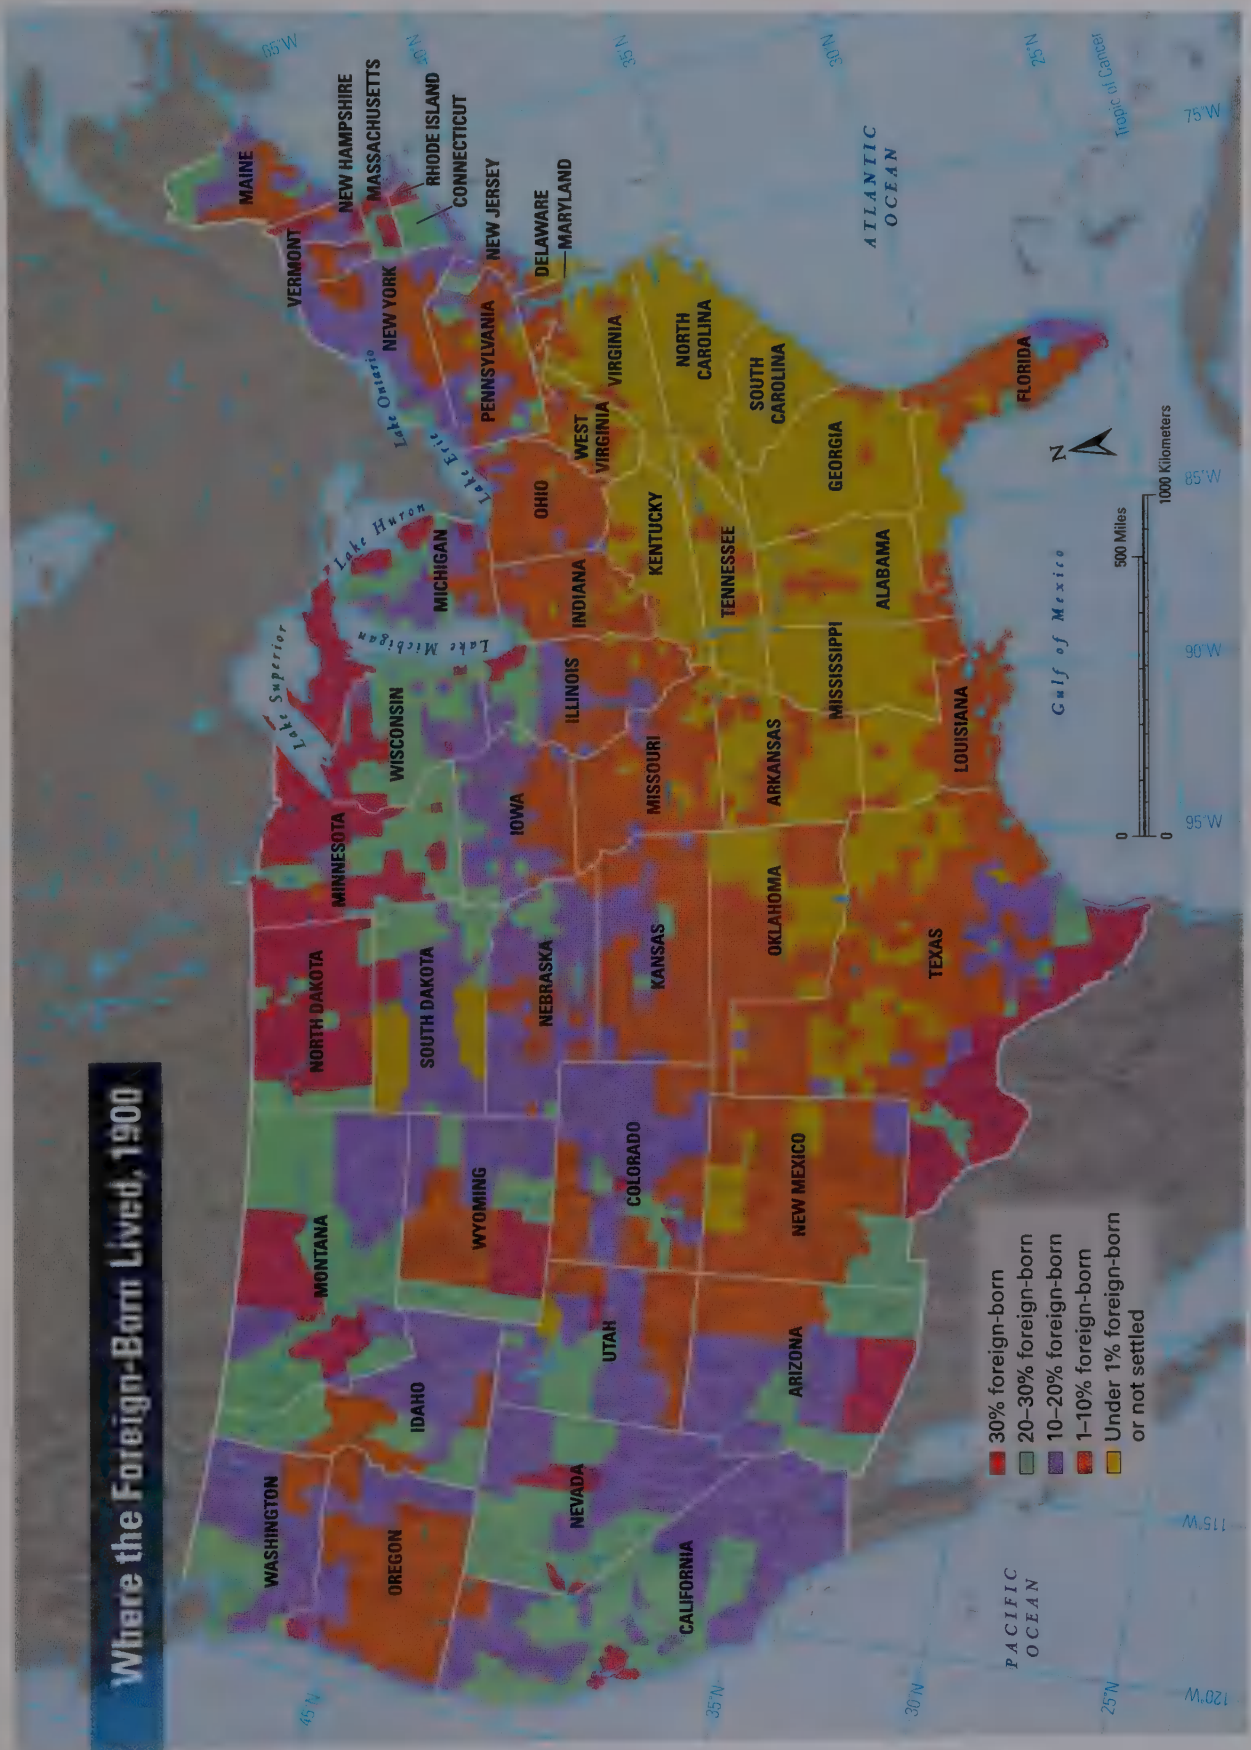 Where the Foreign-Born Lived, 1900
WASHINGTON
OREGON
CALIFORNIA
NEVADA
IDAHO
MONTANA
WYOMING
UTAH
ARIZONA
COLORADO
NEW MEXICO
NORTH DAKOTA
SOUTH DAKOTA
NEBRASKA
KANSAS
OKLAHOMA
TEXAS
MINNESOTA
IOWA
MISSOURI
ARKANSAS
LOUISIANA
WISCONSIN
ILLINOIS
MICHIGAN
INDIANA
OHIO
KENTUCKY
TENNESSEE
MISSISSIPPI
ALABAMA
GEORGIA
FLORIDA
SOUTH
CAROLINA
NORTH
CAROLINA
VIRGINIA
WEST
VIRGINIA
PENNSYLVANIA
NEW YORK
VERMONT
MAINE
NEW HAMPSHIRE
MASSACHUSETTS
RHODE ISLAND
CONNECTICUT
NEW JERSEY
DELAWARE
MARYLAND
Lake Superior
Lake Michigan
Lake Huron
Lake Erie
Lake Ontario
ATLANTIC
OCEAN
PACIFIC
OCEAN
Gulf of Mexico
Tropic of Cancer
30% foreign-born
20–30% foreign-born
10–20% foreign-born
1–10% foreign-born
Under 1% foreign-born
or not settled
N
0
500 Miles
0
1000 Kilometers
45°N
35°N
30°N
25°N
120°W
115°W
95°W
90°W
85°W
75°W
65°W
40°N
35°N
30°N
25°N